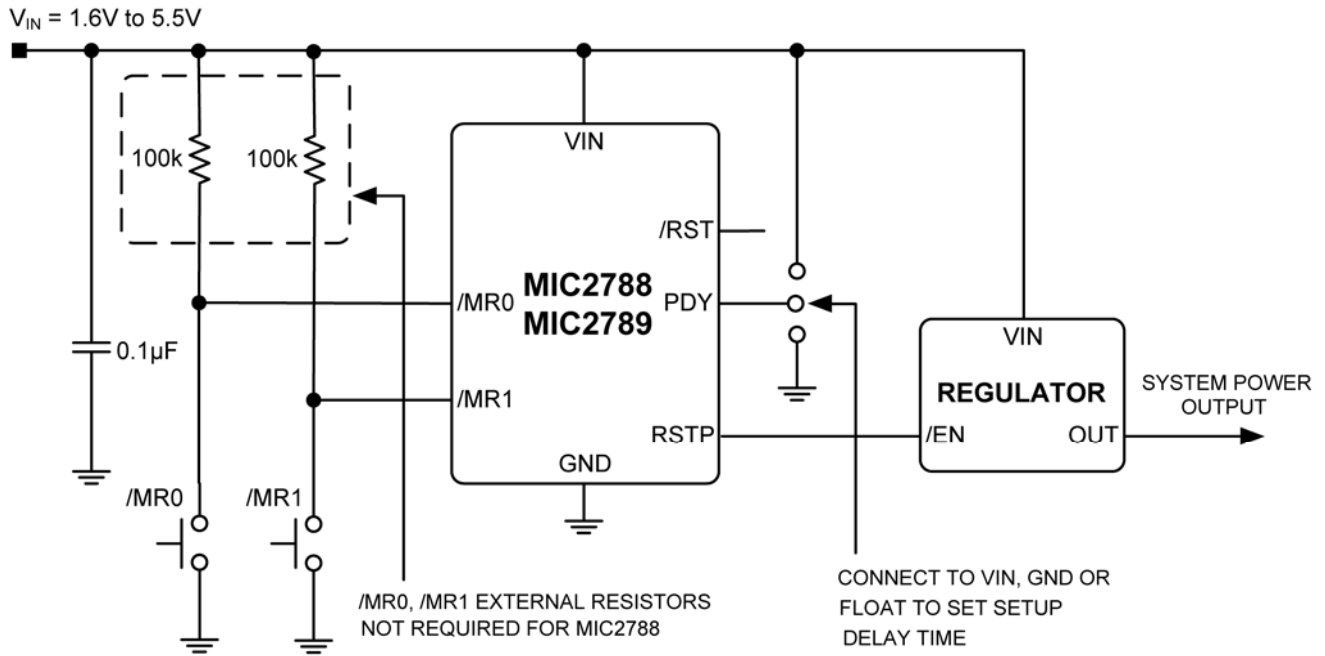 VIN = 1.6V to 5.5V
100k
100k
VIN
/RST
MIC2788
MIC2789
/MR0
PDY
0.1µF
/MR1
RSTP
GND
VIN
REGULATOR
/EN
OUT
SYSTEM POWER
OUTPUT
/MR0
/MR1
/MR0, /MR1 EXTERNAL RESISTORS
NOT REQUIRED FOR MIC2788
CONNECT TO VIN, GND OR
FLOAT TO SET SETUP
DELAY TIME